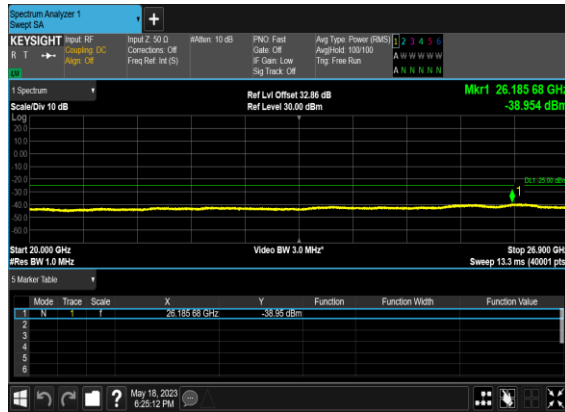 Spectrum Analyzer 1
Swept SA
+
KEYSIGHT Input: RF Input Z: 50 Ω #Atten: 10 dB PNO: Fast Avg Type: Power (RMS) 1 2 3 4 5 6
R T Coupling: DC Corrections: Off Gate: Off Avg|Hold: 100/100 A W W W W W
Align: Off Freq Ref: Int (S) IF Gain: Low Trig: Free Run
Sig Track: Off A N N N N N
LXI
1 Spectrum Ref Lvl Offset 32.86 dB Mkr1 26.185 68 GHz
Scale/Div 10 dB Ref Level 30.00 dBm -38.954 dBm
Log
20.0
10.0
0.00
-10.0
-20.0 DL1 -25.00 dBm
-30.0 1
-40.0
-50.0
-60.0
Start 20.000 GHz Video BW 3.0 MHz* Stop 26.900 GHz
#Res BW 1.0 MHz Sweep 13.3 ms (40001 pts)
5 Marker Table
Mode Trace Scale X Y Function Function Width Function Value
1 N 1 f 26.185 68 GHz -38.95 dBm
2
3
4
5
6
? May 18, 2023
6:25:12 PM